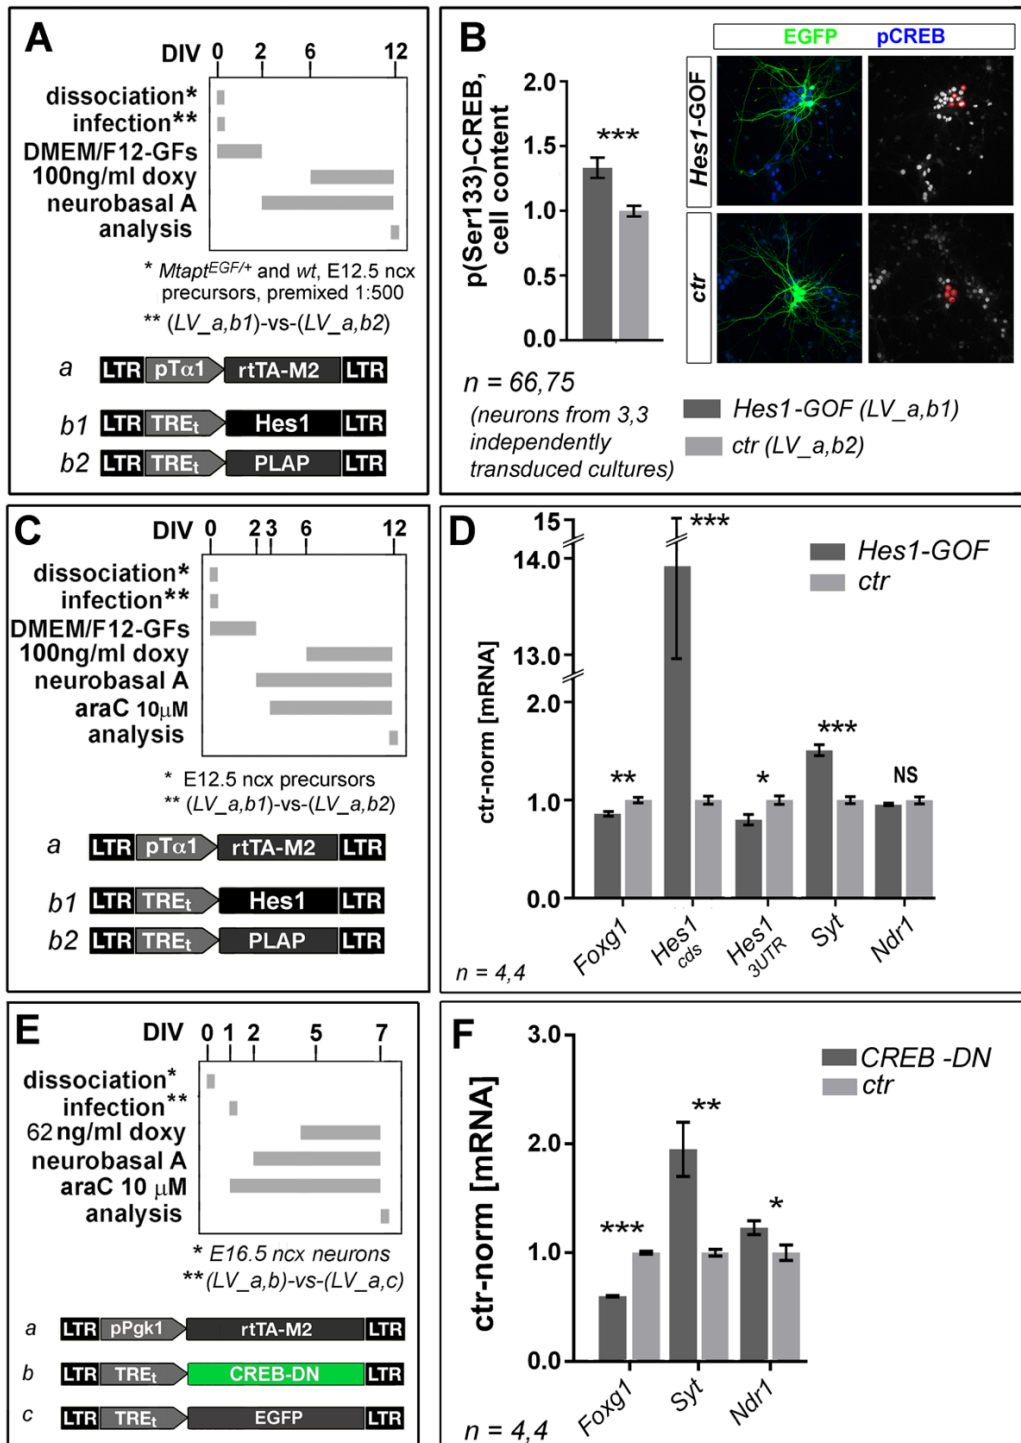 A
DIV 0 2 6 12
dissociation*
infection**
DMEM/F12-GFs
100ng/ml doxy
neurobasal A
analysis
* Mtapt^EGF/+ and wt, E12.5 ncx
precursors, premixed 1:500
** (LV_a,b1)-vs-(LV_a,b2)
a LTR pTα1 rtTA-M2 LTR
b1 LTR TREt Hes1 LTR
b2 LTR TREt PLAP LTR
B
EGFP pCREB
Hes1-GOF
ctr
p(Ser133)-CREB,
cell content
2.0
1.5
1.0
0.5
0.0
***
n = 66,75
(neurons from 3,3
independently
transduced cultures)
Hes1-GOF (LV_a,b1)
ctr (LV_a,b2)
C
DIV 0 2 3 6 12
dissociation*
infection**
DMEM/F12-GFs
100ng/ml doxy
neurobasal A
araC 10μM
analysis
* E12.5 ncx precursors
** (LV_a,b1)-vs-(LV_a,b2)
a LTR pTα1 rtTA-M2 LTR
b1 LTR TREt Hes1 LTR
b2 LTR TREt PLAP LTR
D
ctr-norm [mRNA]
15
14.0
13.0
2.0
1.0
0.0
** *** * *** NS
Hes1-GOF
ctr
Foxg1
Hes1 cds
Hes1 3UTR
Syt
Ndr1
n = 4,4
E
DIV 0 1 2 5 7
dissociation*
infection**
62 ng/ml doxy
neurobasal A
araC 10 μM
analysis
* E16.5 ncx neurons
**(LV_a,b)-vs-(LV_a,c)
a LTR pPgk1 rtTA-M2 LTR
b LTR TREt CREB-DN LTR
c LTR TREt EGFP LTR
F
ctr-norm [mRNA]
3.0
2.0
1.0
0.0
*** ** *
CREB -DN
ctr
Foxg1
Syt
Ndr1
n = 4,4